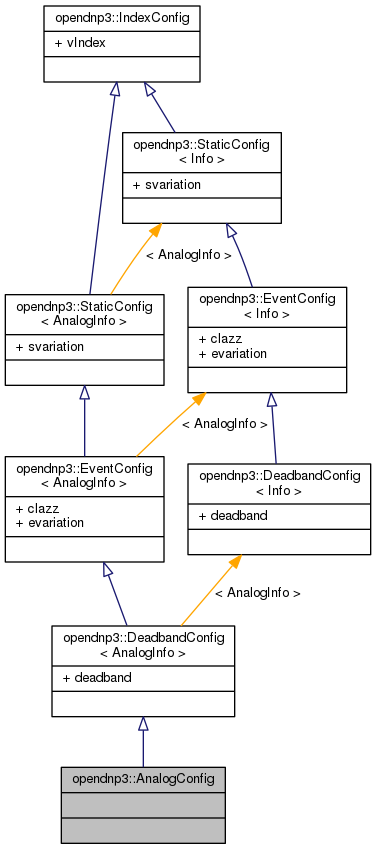 opendnp3::IndexConfig
+ vIndex
opendnp3::StaticConfig
< Info >
+ svariation
< AnalogInfo >
opendnp3::StaticConfig
< AnalogInfo >
+ svariation
opendnp3::EventConfig
< Info >
+ clazz
+ evariation
< AnalogInfo >
opendnp3::EventConfig
< AnalogInfo >
+ clazz
+ evariation
opendnp3::DeadbandConfig
< Info >
+ deadband
< AnalogInfo >
opendnp3::DeadbandConfig
< AnalogInfo >
+ deadband
opendnp3::AnalogConfig